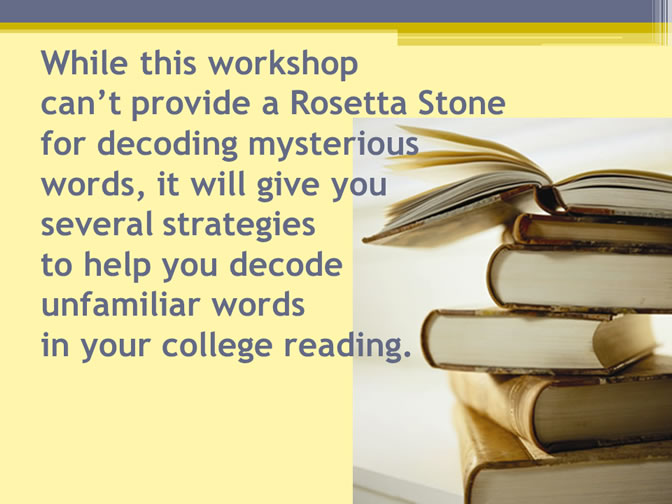 While this workshop
can’t provide a Rosetta Stone
for decoding mysterious
words, it will give you
several strategies
to help you decode
unfamiliar words
in your college reading.